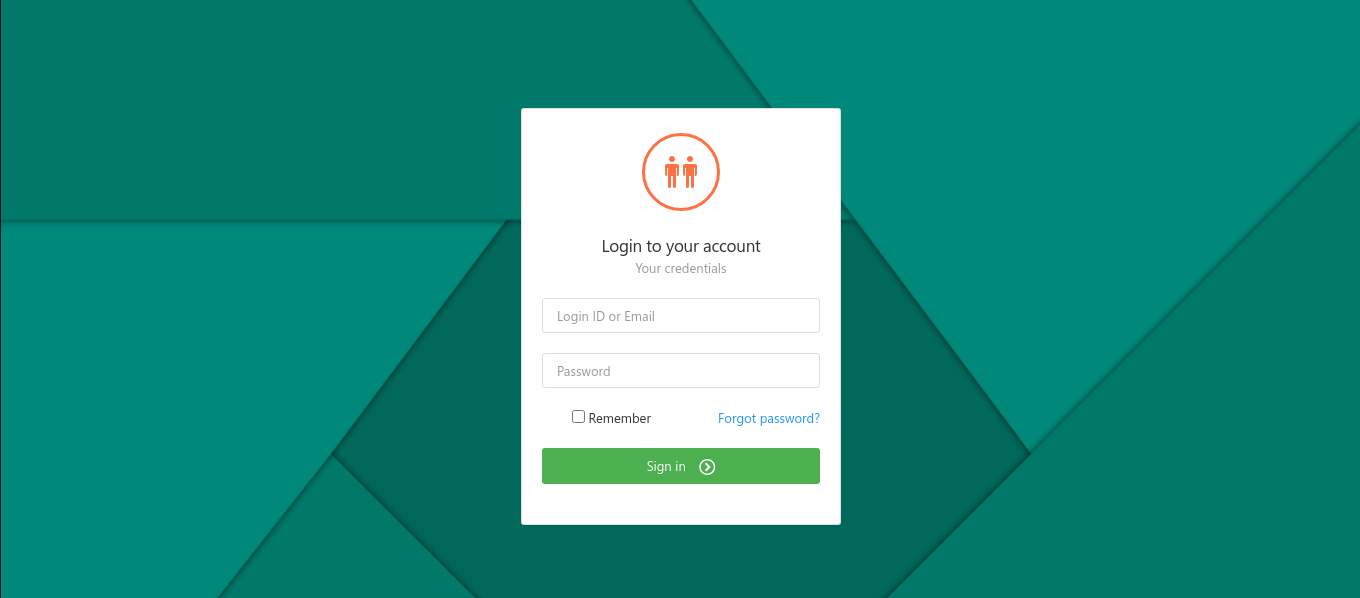 Login to your account
Your credentials
Login ID or Email
Password
Remember Forgot password?
Sign in